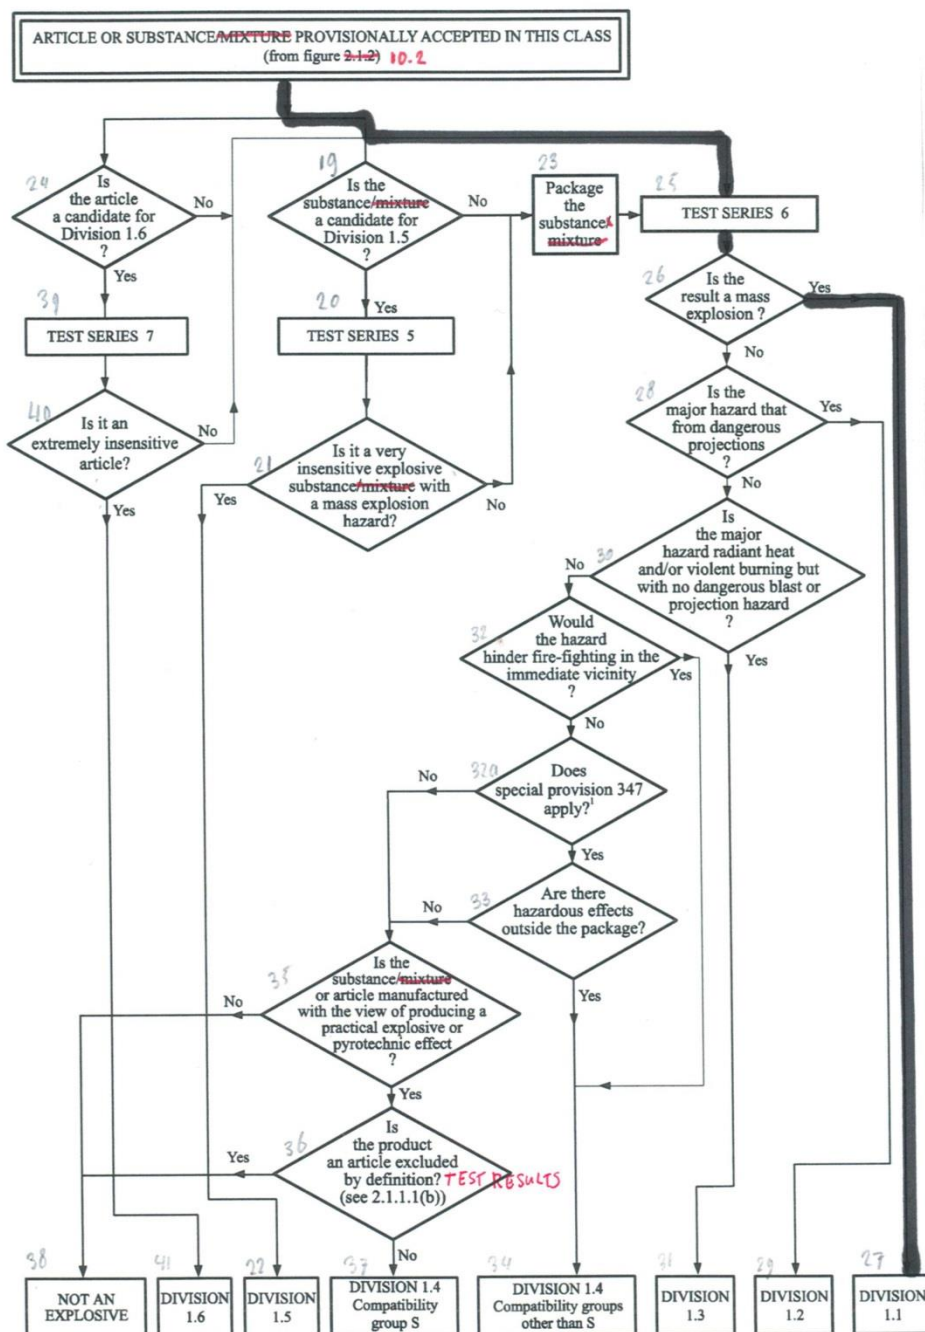 ARTICLE OR SUBSTANCE/MIXTURE PROVISIONALLY ACCEPTED IN THIS CLASS
(from figure 2.1.2) 10.2
24
Is
the article
a candidate for
Division 1.6
?
No
Yes
19
Is the
substance/mixture
a candidate for
Division 1.5
?
No
Yes
23
Package
the
substance/
mixture
25
TEST SERIES 6
26
Is the
result a mass
explosion ?
Yes
No
39
TEST SERIES 7
20
TEST SERIES 5
28
Is the
major hazard that
from dangerous
projections
?
Yes
No
40
Is it an
extremely insensitive
article?
No
Yes
21
Is it a very
insensitive explosive
substance/mixture with
a mass explosion
hazard?
Yes
No
30
Is
the major
hazard radiant heat
and/or violent burning but
with no dangerous blast or
projection hazard
?
No
Yes
32
Would
the hazard
hinder fire-fighting in the
immediate vicinity
?
Yes
No
32a
Does
special provision 347
apply?1
No
Yes
33
Are there
hazardous effects
outside the package?
No
Yes
35
Is the
substance/mixture
or article manufactured
with the view of producing a
practical explosive or
pyrotechnic effect
?
No
Yes
36
Is
the product
an article excluded
by definition? TEST RESULTS
(see 2.1.1.1(b))
Yes
No
38
NOT AN
EXPLOSIVE
41
DIVISION
1.6
22
DIVISION
1.5
37
DIVISION 1.4
Compatibility
group S
34
DIVISION 1.4
Compatibility groups
other than S
31
DIVISION
1.3
29
DIVISION
1.2
27
DIVISION
1.1